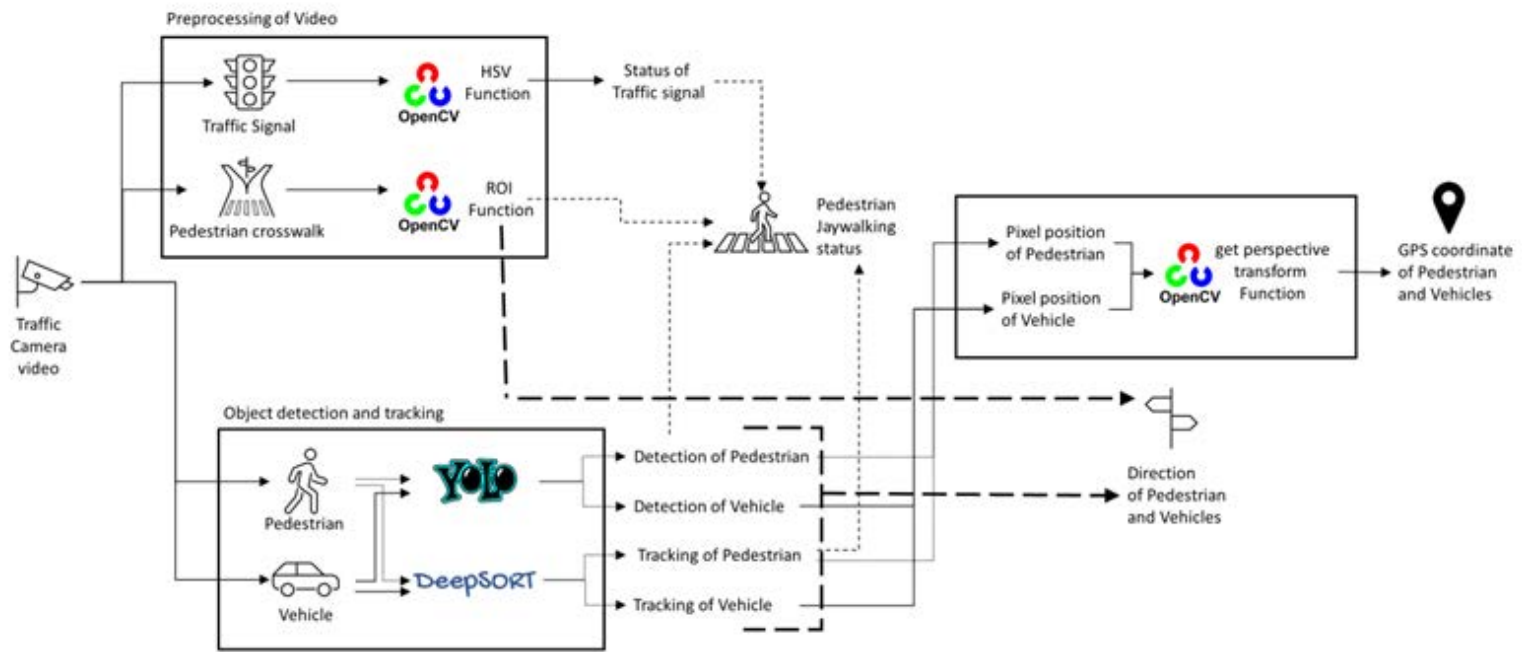 Preprocessing of Video
Traffic Signal
OpenCV
HSV
Function
Status of
Traffic signal
Pedestrian crosswalk
OpenCV
ROI
Function
Pedestrian
Jaywalking
status
Traffic
Camera
video
Pixel position
of Pedestrian
Pixel position
of Vehicle
OpenCV
get perspective
transform
Function
GPS coordinate
of Pedestrian
and Vehicles
Object detection and tracking
Pedestrian
YOLO
Vehicle
DeepSORT
Detection of Pedestrian
Detection of Vehicle
Tracking of Pedestrian
Tracking of Vehicle
Direction
of Pedestrian
and Vehicles